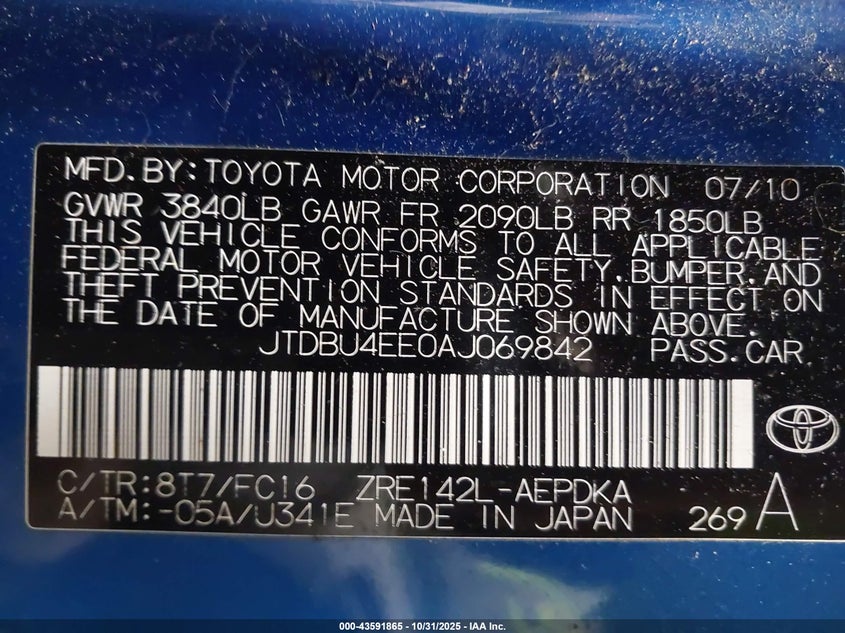 MFD.BY:TOYOTA MOTOR CORPORATION 07/10
GVWR 3840LB GAWR FR 2090LB RR 1850LB
THIS VEHICLE CONFORMS TO ALL APPLICABLE
FEDERAL MOTOR VEHICLE SAFETY,BUMPER,AND
THEFT PREVENTION STANDARDS IN EFFECT ON
THE DATE OF MANUFACTURE SHOWN ABOVE.
JTDBU4EE0AJ069842 PASS.CAR
C/TR:8T7/FC16 ZRE142L-AEPDKA
A/TM:-05A/U341E MADE IN JAPAN 269 A
000-43591865 - 10/31/2025 - IAA Inc.